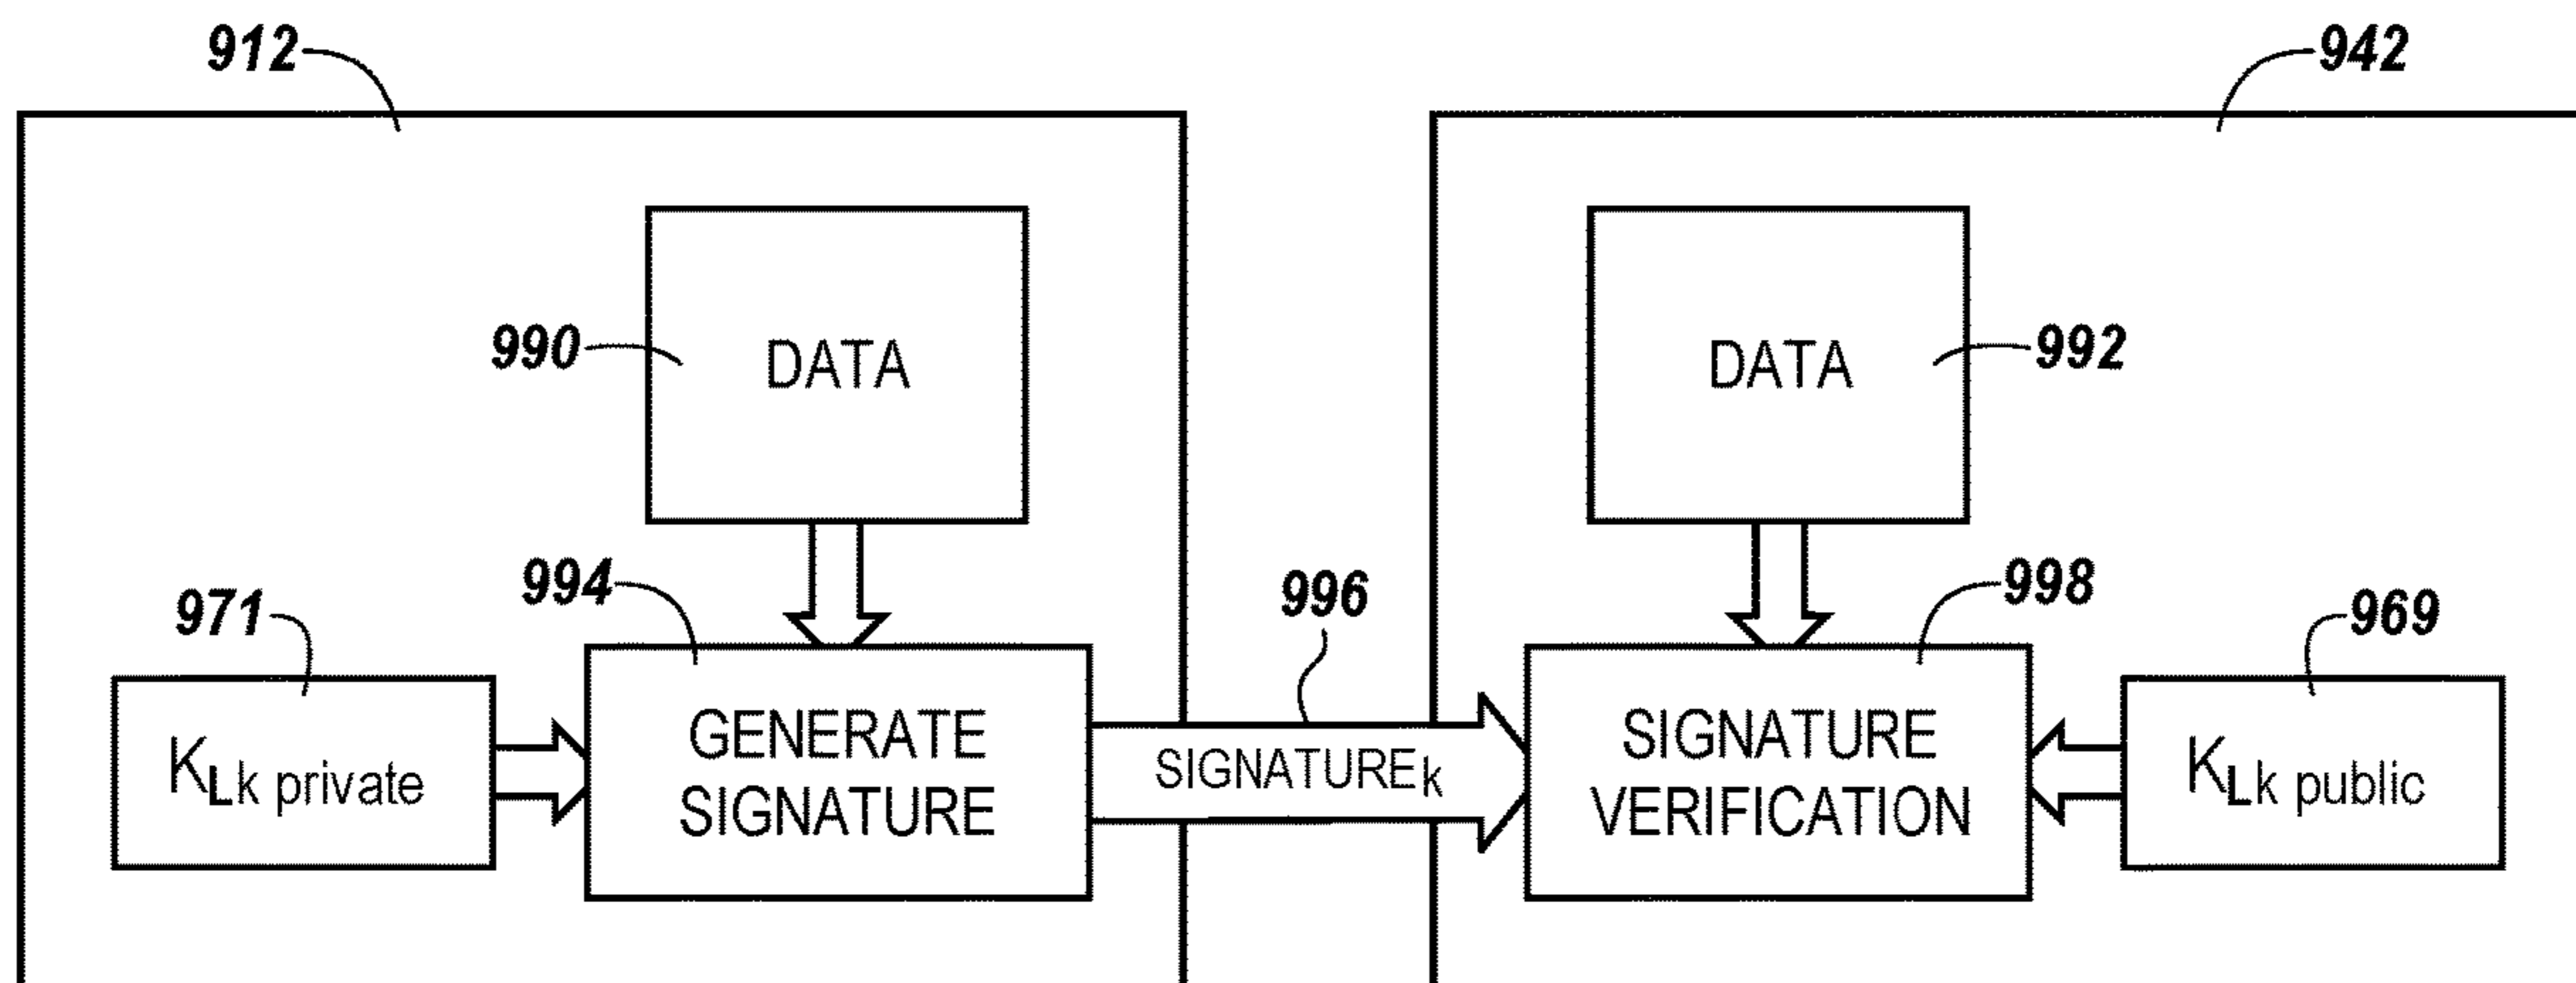 912
942
DATA
990
DATA
992
994
996
998
971
969
GENERATE
SIGNATURE
SIGNATUREk
SIGNATURE
VERIFICATION
KLk private
KLk public